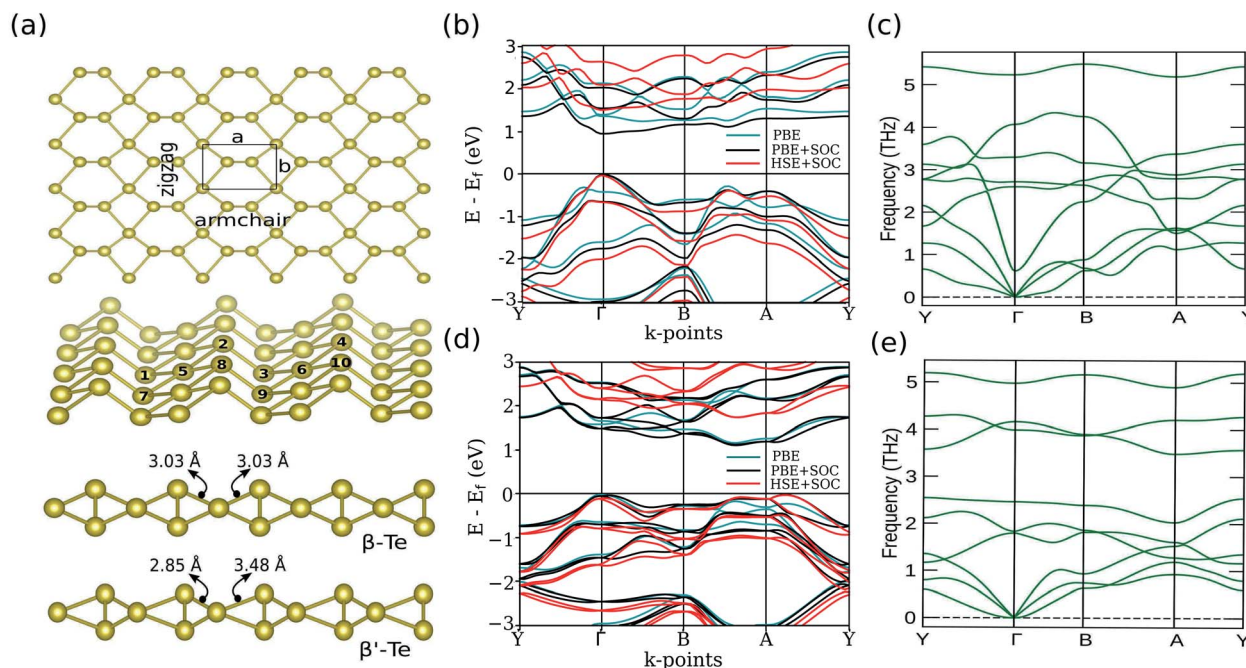 (a)
a
b
zigzag
armchair
2
4
1
5
8
3
6
10
7
9
3.03 Å
3.03 Å
β-Te
2.85 Å
3.48 Å
β'-Te
(b)
3
2
1
0
-1
-2
-3
E - E_f (eV)
PBE
PBE+SOC
HSE+SOC
Y
Γ
B
A
Y
k-points
(c)
5
4
3
2
1
0
Frequency (THz)
Y
Γ
B
A
Y
(d)
3
2
1
0
-1
-2
-3
E - E_f (eV)
PBE
PBE+SOC
HSE+SOC
Y
Γ
B
A
Y
k-points
(e)
5
4
3
2
1
0
Frequency (THz)
Y
Γ
B
A
Y